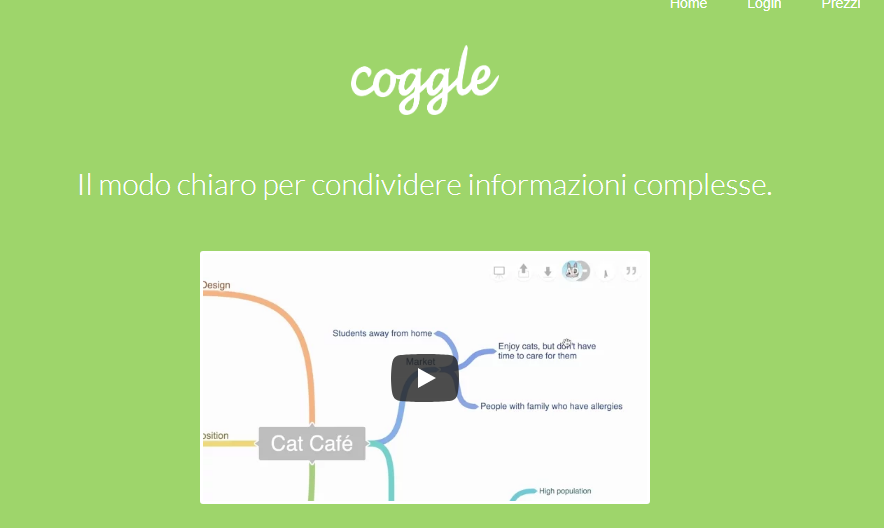 Home Login Prezzi
coggle
Il modo chiaro per condividere informazioni complesse.
AD
Design
Students away from home
Enjoy cats, but don't have
time to care for them
Market
People with family who have allergies
osition
Cat Café
High population